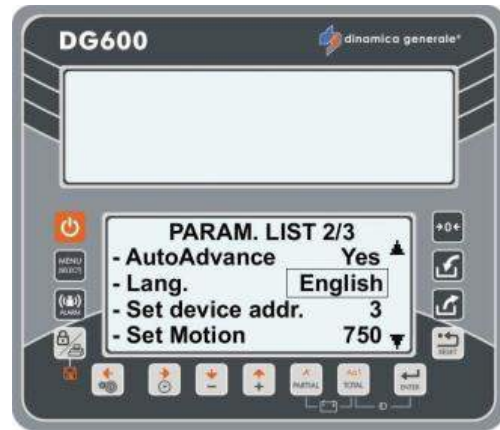 DG600
dinamica generale®
PARAM. LIST 2/3
- AutoAdvance Yes
- Lang. English
- Set device addr. 3
- Set Motion 750
→0←
MENU
(SELECT)
ALARM
RESET
PARTIAL
TOTAL
ENTER
ID